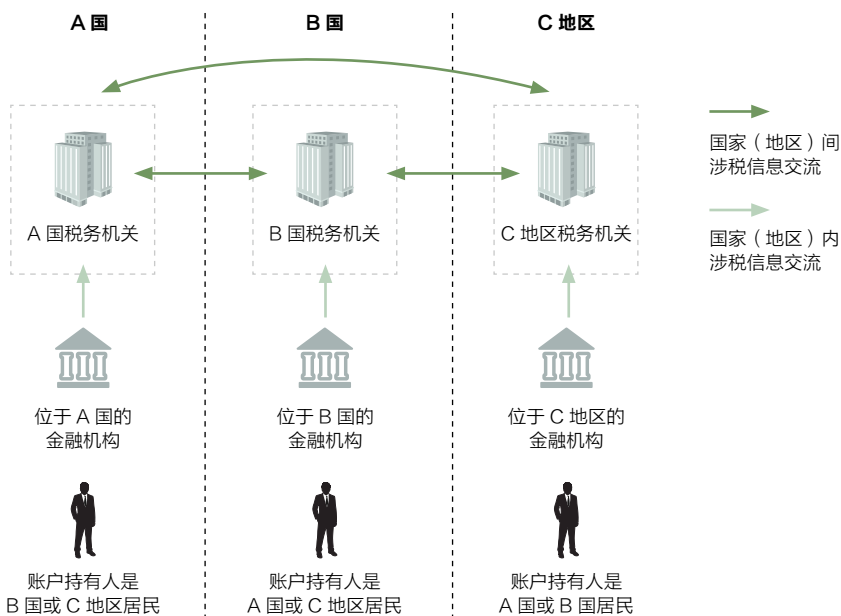 A 国
B 国
C 地区
A 国税务机关
B 国税务机关
C 地区税务机关
国家（地区）间
涉税信息交流
国家（地区）内
涉税信息交流
位于 A 国的
金融机构
位于 B 国的
金融机构
位于 C 地区的
金融机构
账户持有人是
B 国或 C 地区居民
账户持有人是
A 国或 C 地区居民
账户持有人是
A 国或 B 国居民